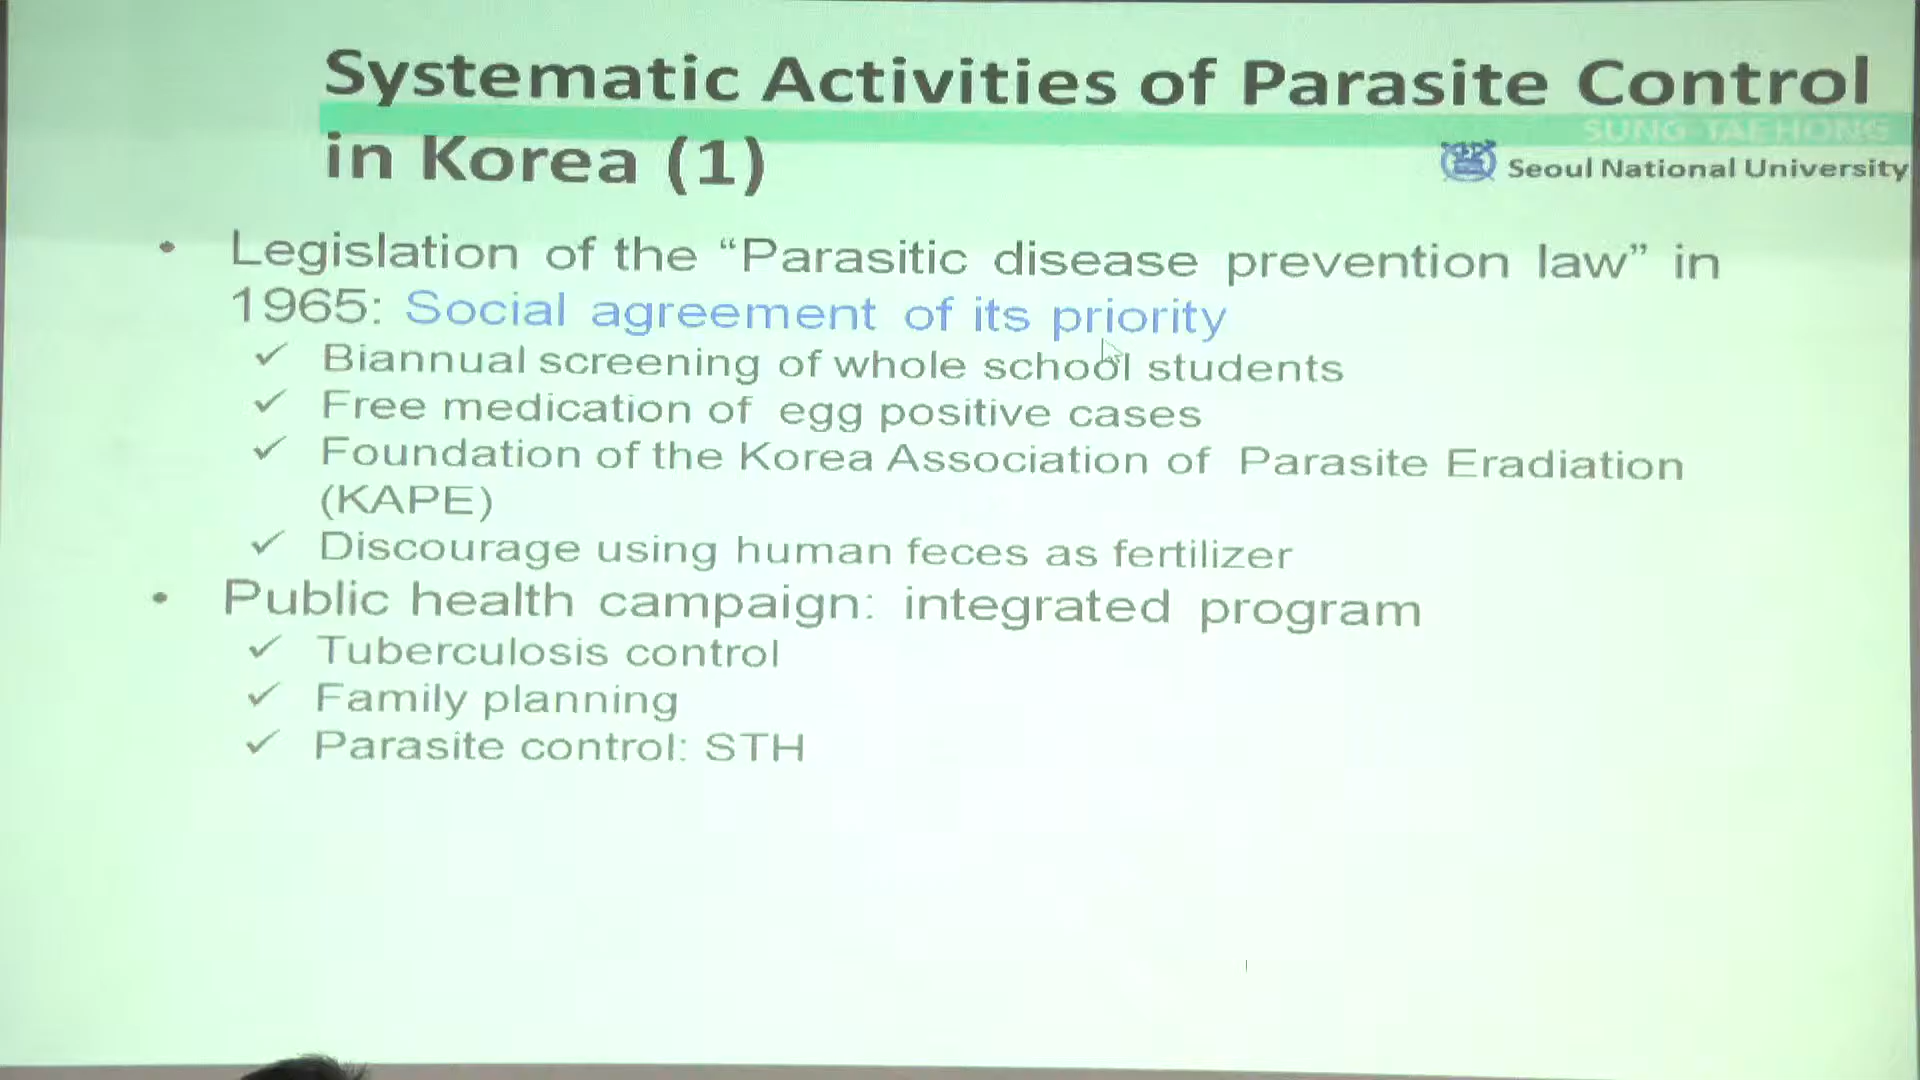 Systematic Activities of Parasite Control
SUNG TAE HONG
in Korea (1)
Seoul National University
• Legislation of the “Parasitic disease prevention law” in
1965: Social agreement of its priority
✓ Biannual screening of whole school students
✓ Free medication of egg positive cases
✓ Foundation of the Korea Association of Parasite Eradiation
(KAPE)
✓ Discourage using human feces as fertilizer
• Public health campaign: integrated program
✓ Tuberculosis control
✓ Family planning
✓ Parasite control: STH